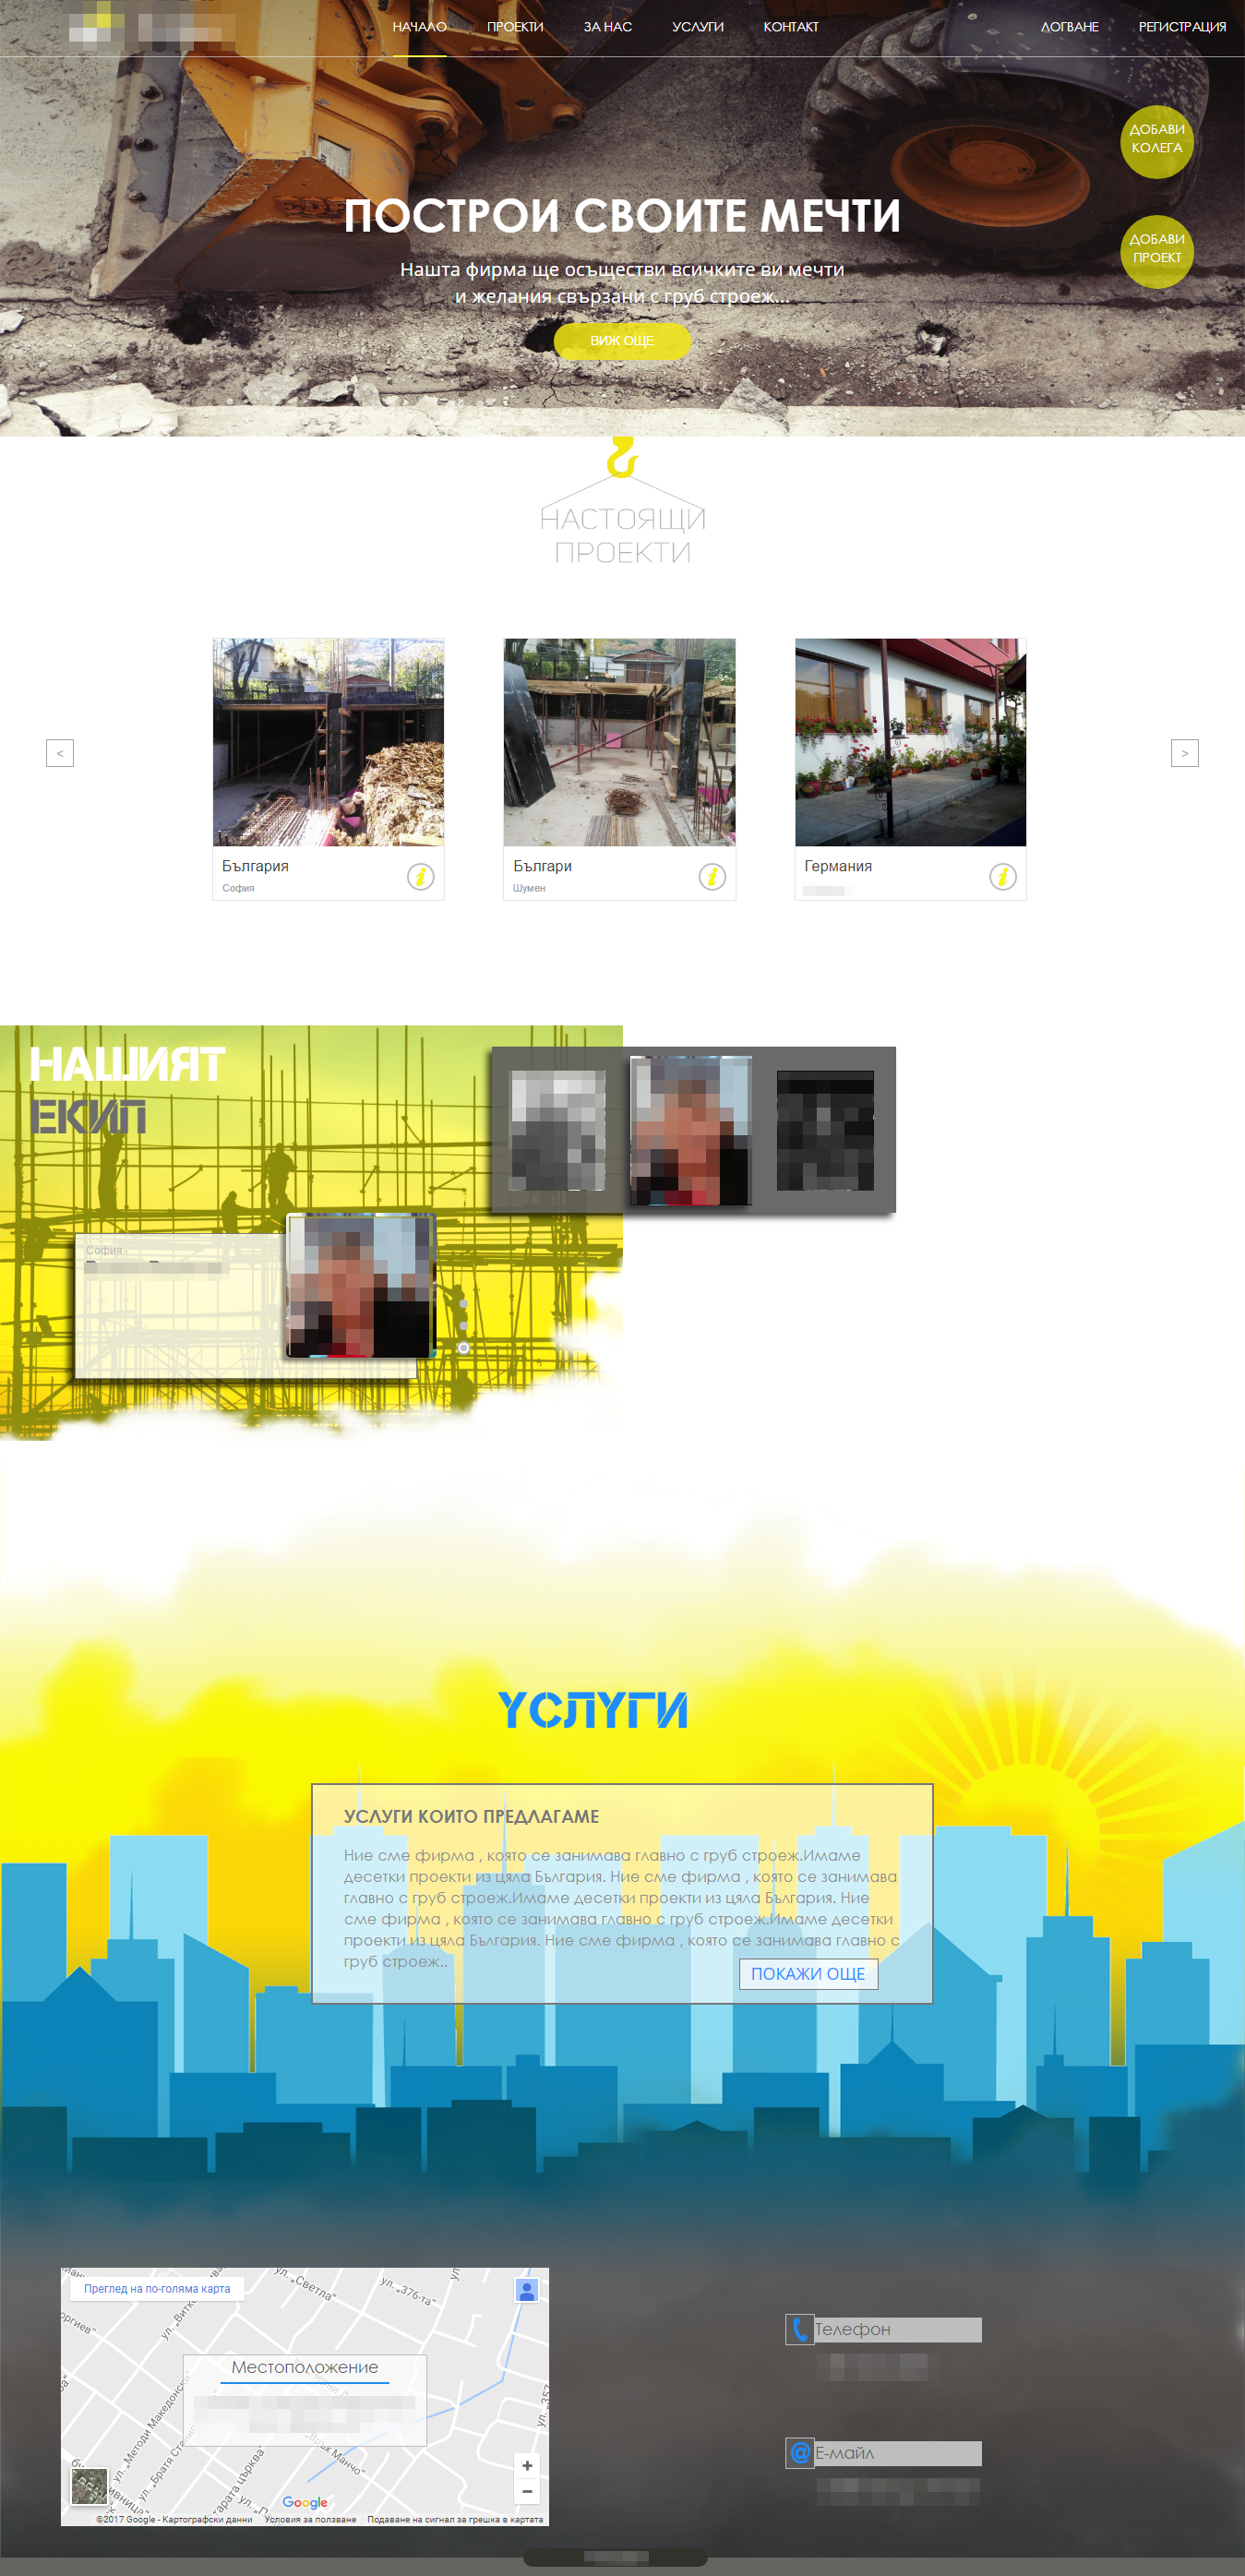 НАЧАЛО ПРОЕКТИ ЗА НАС УСЛУГИ КОНТАКТ ЛОГВАНЕ РЕГИСТРАЦИЯ
ДОБАВИ
КОЛЕГА
ДОБАВИ
ПРОЕКТ
ПОСТРОИ СВОИТЕ МЕЧТИ
Нашта фирма ще осъществи всичките ви мечти
и желания свързани с груб строеж...
ВИЖ ОЩЕ
НАСТОЯЩИ
ПРОЕКТИ
< >
България
София
Българи
Шумен
Германия
НАШИЯТ
ЕКИП
София
УСЛУГИ
УСЛУГИ КОИТО ПРЕДЛАГАМЕ
Ние сме фирма , която се занимава главно с груб строеж.Имаме
десетки проекти из цяла България. Ние сме фирма , която се занимава
главно с груб строеж.Имаме десетки проекти из цяла България. Ние
сме фирма , която се занимава главно с груб строеж.Имаме десетки
проекти из цяла България. Ние сме фирма , която се занимава главно с
груб строеж..
ПОКАЖИ ОЩЕ
Преглед на по-голяма карта
ул. „Светла“
ул. „376-та“
ул. „357
Местоположение
ул. „Методи Македонски“
ул. „Братя
Връх Манчо“
Google
©2017 Google - Картографски данни Условия за ползване Подаване на сигнал за грешка в картата
Телефон
Е-майл